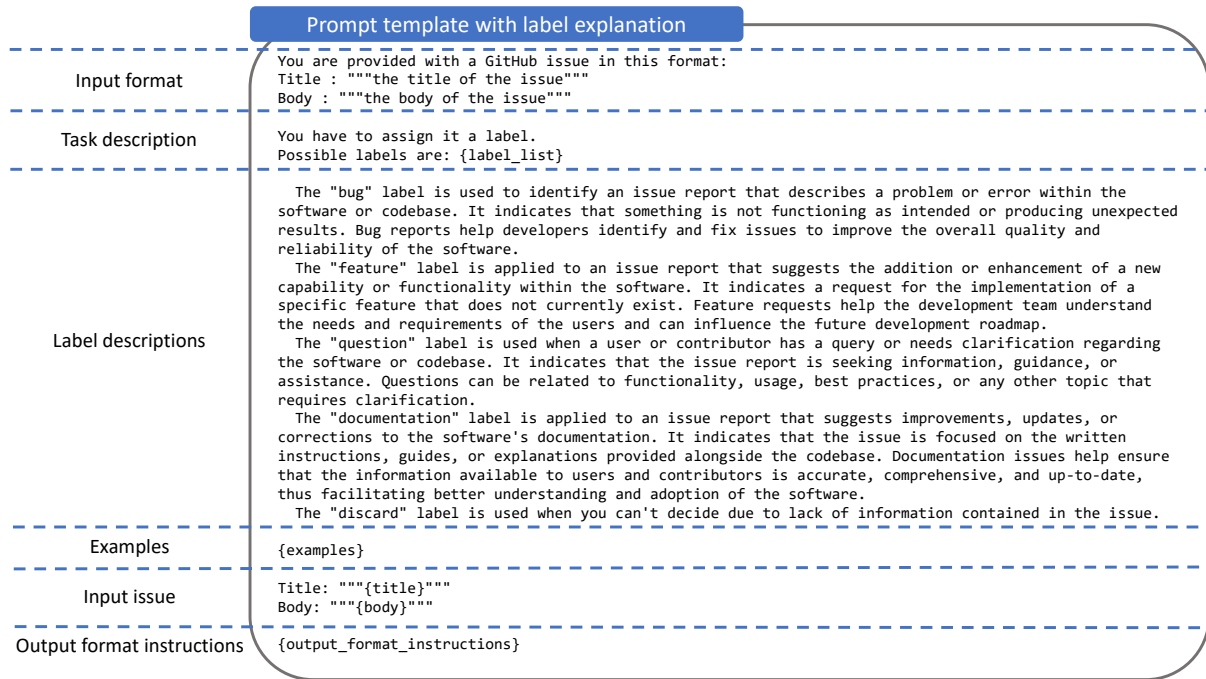 Prompt template with label explanation
Input format
You are provided with a GitHub issue in this format:
Title : """the title of the issue"""
Body : """the body of the issue"""
Task description
You have to assign it a label.
Possible labels are: {label_list}
Label descriptions
The "bug" label is used to identify an issue report that describes a problem or error within the
software or codebase. It indicates that something is not functioning as intended or producing unexpected
results. Bug reports help developers identify and fix issues to improve the overall quality and
reliability of the software.
The "feature" label is applied to an issue report that suggests the addition or enhancement of a new
capability or functionality within the software. It indicates a request for the implementation of a
specific feature that does not currently exist. Feature requests help the development team understand
the needs and requirements of the users and can influence the future development roadmap.
The "question" label is used when a user or contributor has a query or needs clarification regarding
the software or codebase. It indicates that the issue report is seeking information, guidance, or
assistance. Questions can be related to functionality, usage, best practices, or any other topic that
requires clarification.
The "documentation" label is applied to an issue report that suggests improvements, updates, or
corrections to the software's documentation. It indicates that the issue is focused on the written
instructions, guides, or explanations provided alongside the codebase. Documentation issues help ensure
that the information available to users and contributors is accurate, comprehensive, and up-to-date,
thus facilitating better understanding and adoption of the software.
The "discard" label is used when you can't decide due to lack of information contained in the issue.
Examples
{examples}
Input issue
Title: """{title}"""
Body: """{body}"""
Output format instructions
{output_format_instructions}